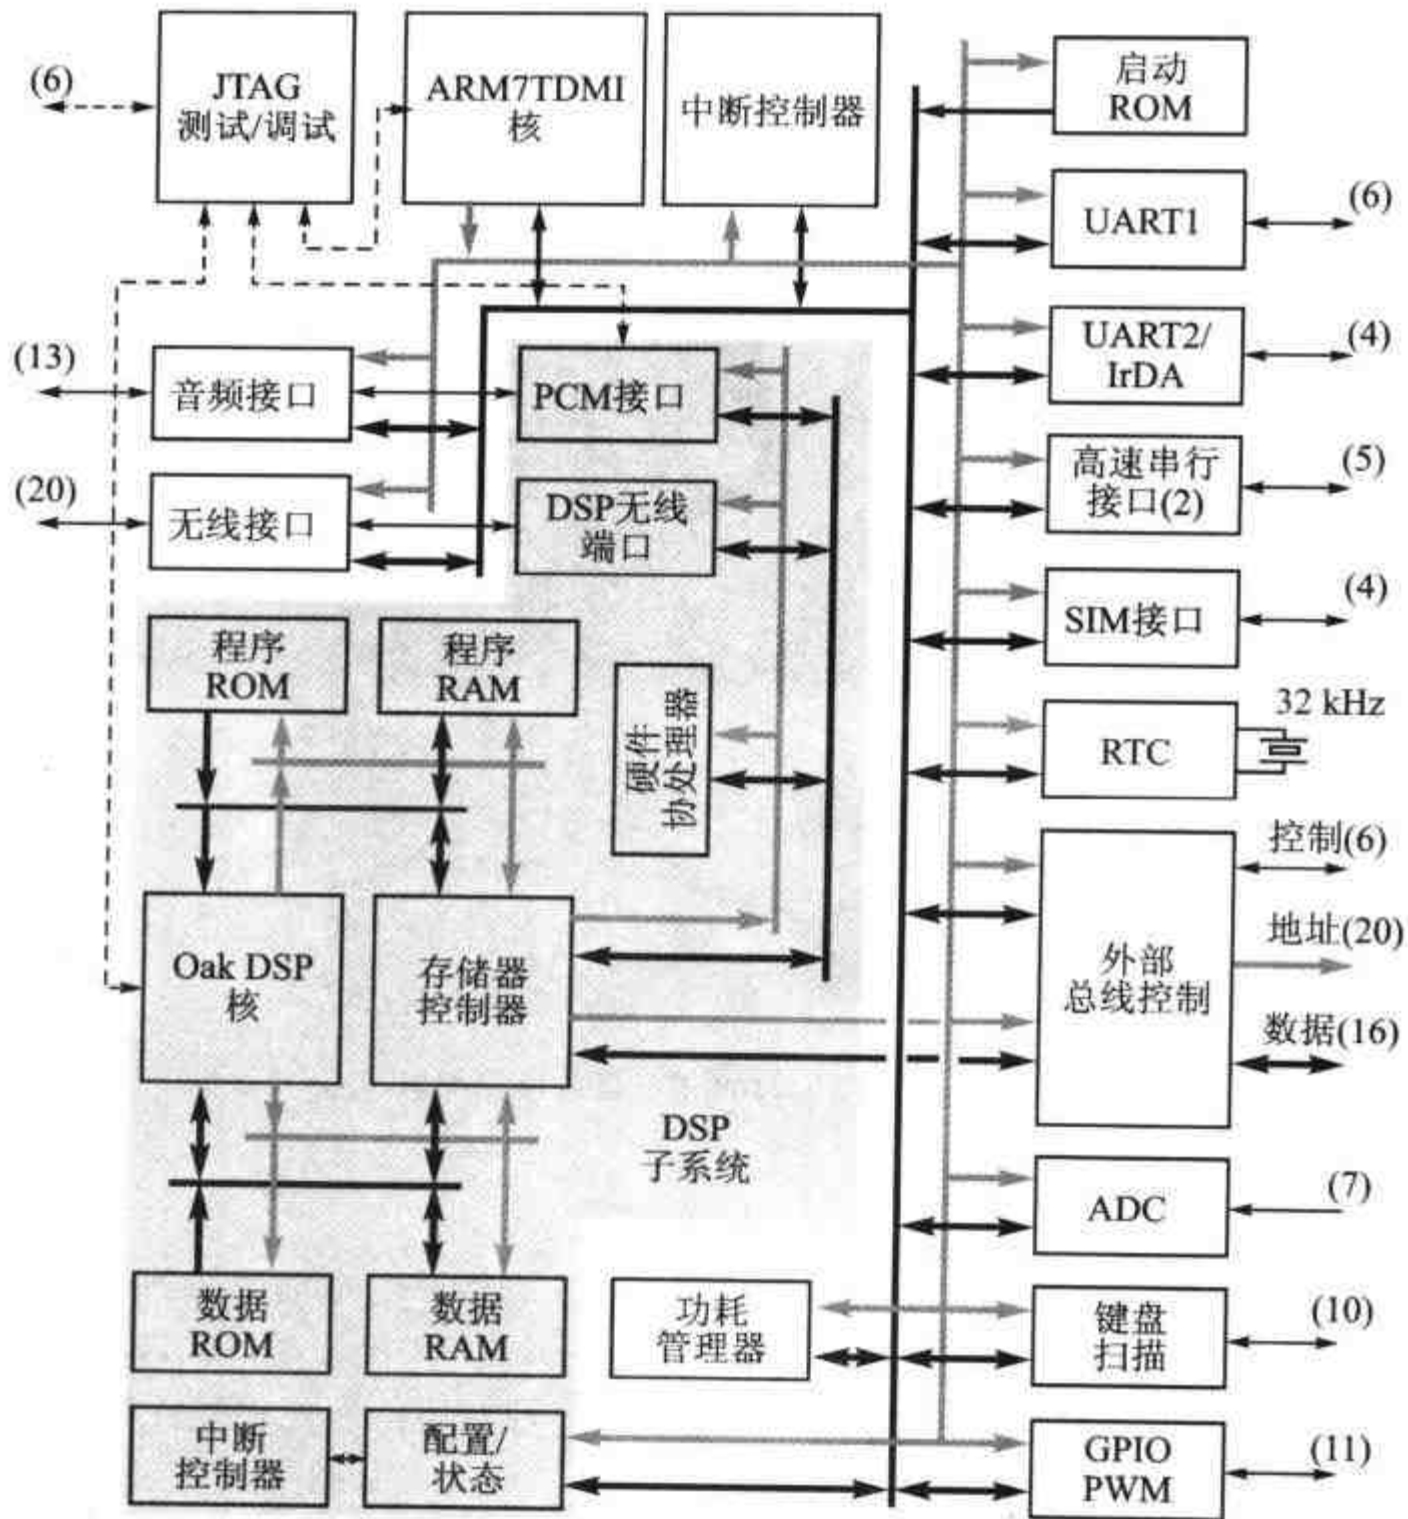 (6)
JTAG
测试/调试
ARM7TDMI
核
中断控制器
启动
ROM
UART1
(6)
(13)
音频接口
PCM接口
UART2/
IrDA
(4)
(20)
无线接口
DSP无线
端口
高速串行
接口(2)
(5)
程序
ROM
程序
RAM
硬件
协处理器
SIM接口
(4)
RTC
32 kHz
Oak DSP
核
存储器
控制器
外部
总线控制
控制(6)
地址(20)
数据(16)
DSP
子系统
ADC
(7)
数据
ROM
数据
RAM
功耗
管理器
键盘
扫描
(10)
中断
控制器
配置/
状态
GPIO
PWM
(11)